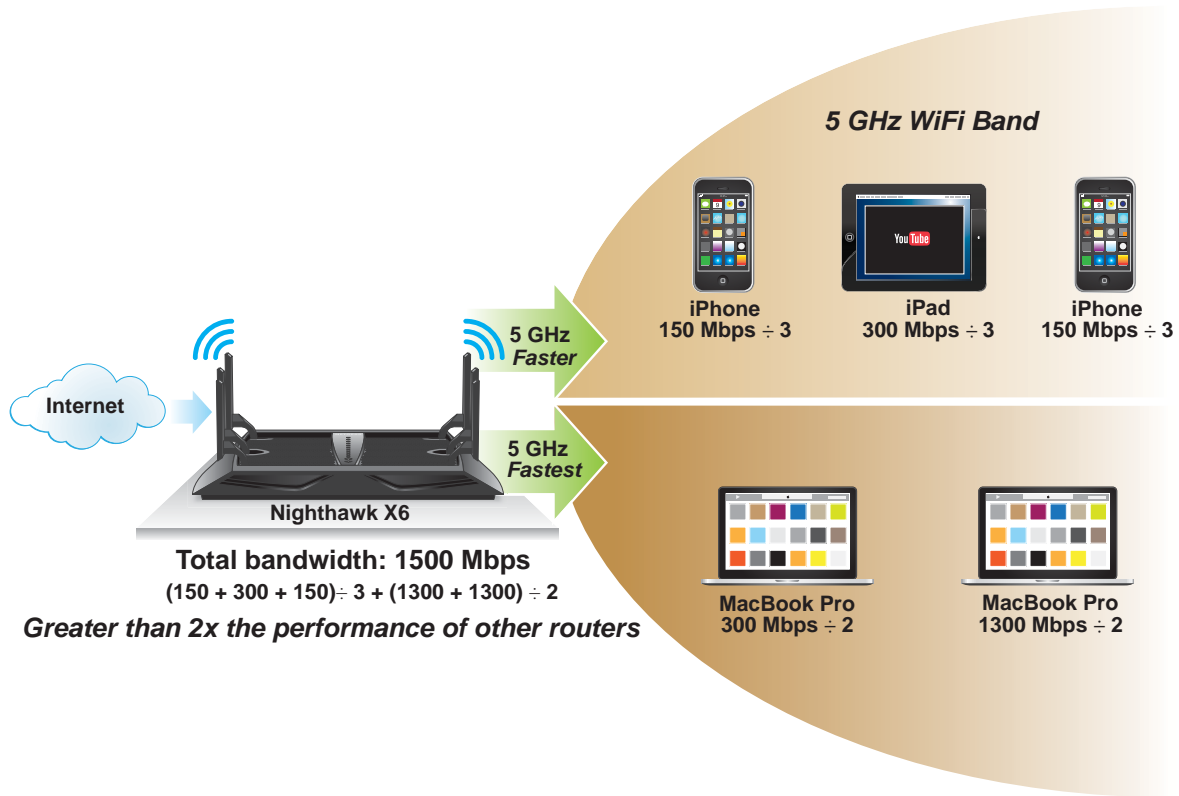 5 GHz WiFi Band
You Tube
iPhone
150 Mbps ÷ 3
iPad
300 Mbps ÷ 3
iPhone
150 Mbps ÷ 3
5 GHz
Faster
Internet
5 GHz
Fastest
Nighthawk X6
Total bandwidth: 1500 Mbps
(150 + 300 + 150)÷ 3 + (1300 + 1300) ÷ 2
Greater than 2x the performance of other routers
MacBook Pro
300 Mbps ÷ 2
MacBook Pro
1300 Mbps ÷ 2